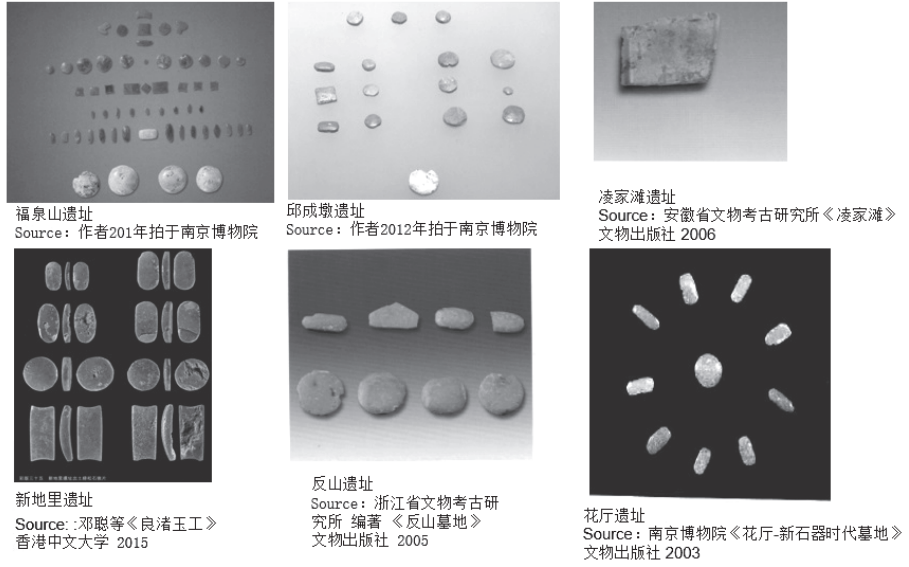 福泉山遗址
Source: 作者201年拍于南京博物院
邱成墩遗址
Source: 作者2012年拍于南京博物院
凌家滩遗址
Source: 安徽省文物考古研究所《凌家滩》
文物出版社 2006
新地里遗址
Source: :邓聪等《良渚玉工》
香港中文大学 2015
反山遗址
Source: 浙江省文物考古研
究所 编著 《反山墓地》
文物出版社 2005
花厅遗址
Source: 南京博物院《花厅-新石器时代墓地》
文物出版社 2003